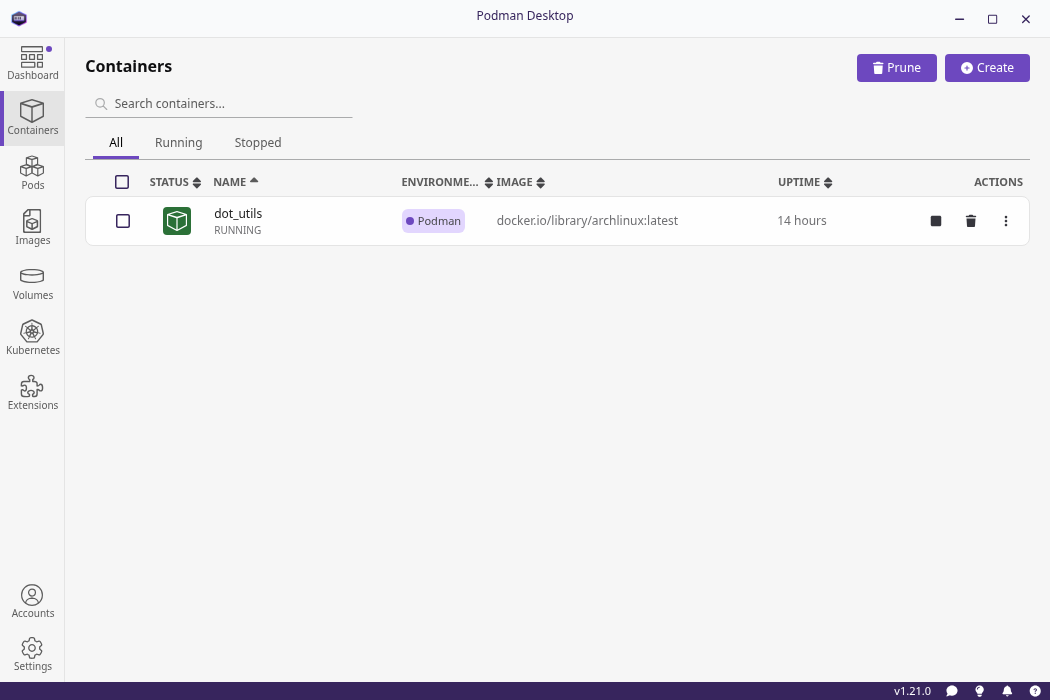 Podman Desktop
Dashboard
Containers
Pods
Images
Volumes
Kubernetes
Extensions
Accounts
Settings
Containers
Prune
Create
Search containers...
All Running Stopped
STATUS NAME ENVIRONME... IMAGE UPTIME ACTIONS
dot_utils
RUNNING
Podman
docker.io/library/archlinux:latest
14 hours
v1.21.0